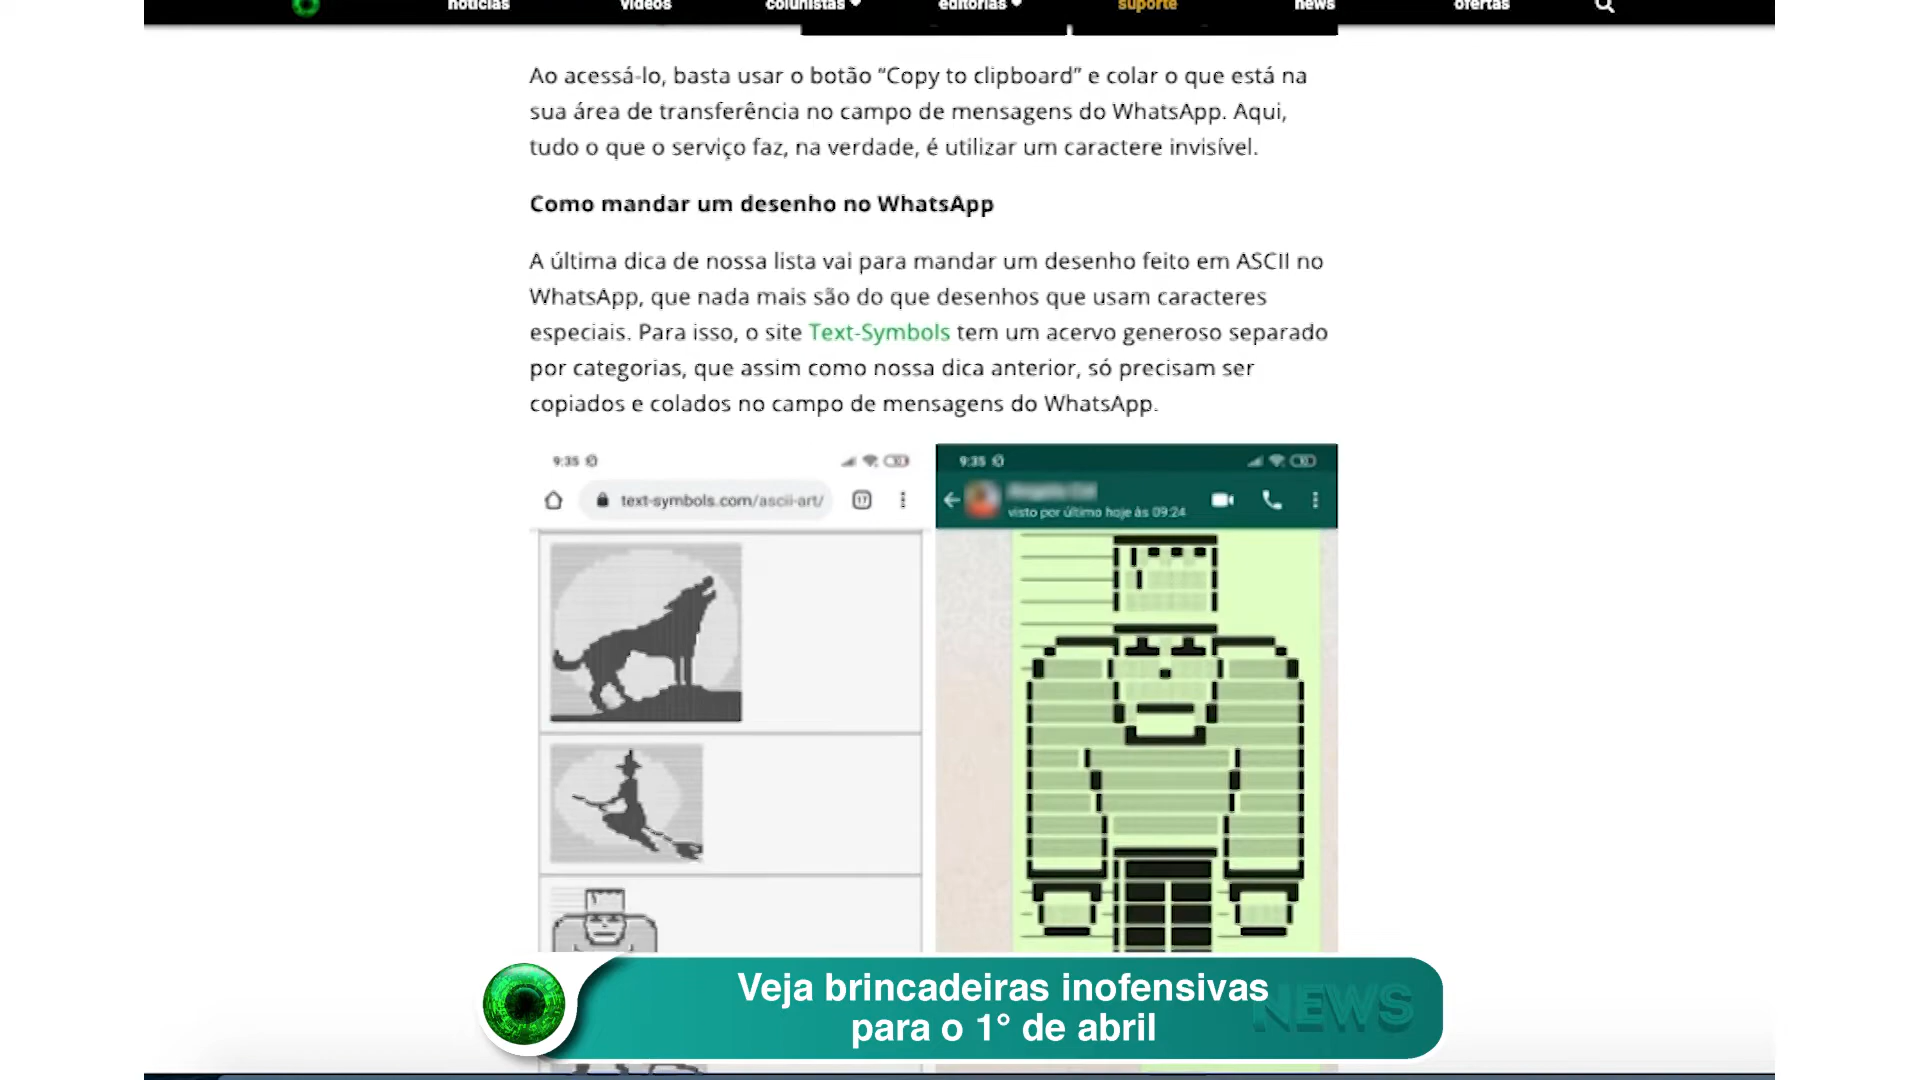 notícias vídeos colunistas editorias suporte news ofertas
Ao acessá-lo, basta usar o botão “Copy to clipboard” e colar o que está na
sua área de transferência no campo de mensagens do WhatsApp. Aqui,
tudo o que o serviço faz, na verdade, é utilizar um caractere invisível.
Como mandar um desenho no WhatsApp
A última dica de nossa lista vai para mandar um desenho feito em ASCII no
WhatsApp, que nada mais são do que desenhos que usam caracteres
especiais. Para isso, o site Text-Symbols tem um acervo generoso separado
por categorias, que assim como nossa dica anterior, só precisam ser
copiados e colados no campo de mensagens do WhatsApp.
9:35
text-symbols.com/ascii-art/
17
9:35
visto por último hoje às 09:24
Veja brincadeiras inofensivas
para o 1° de abril
NEWS